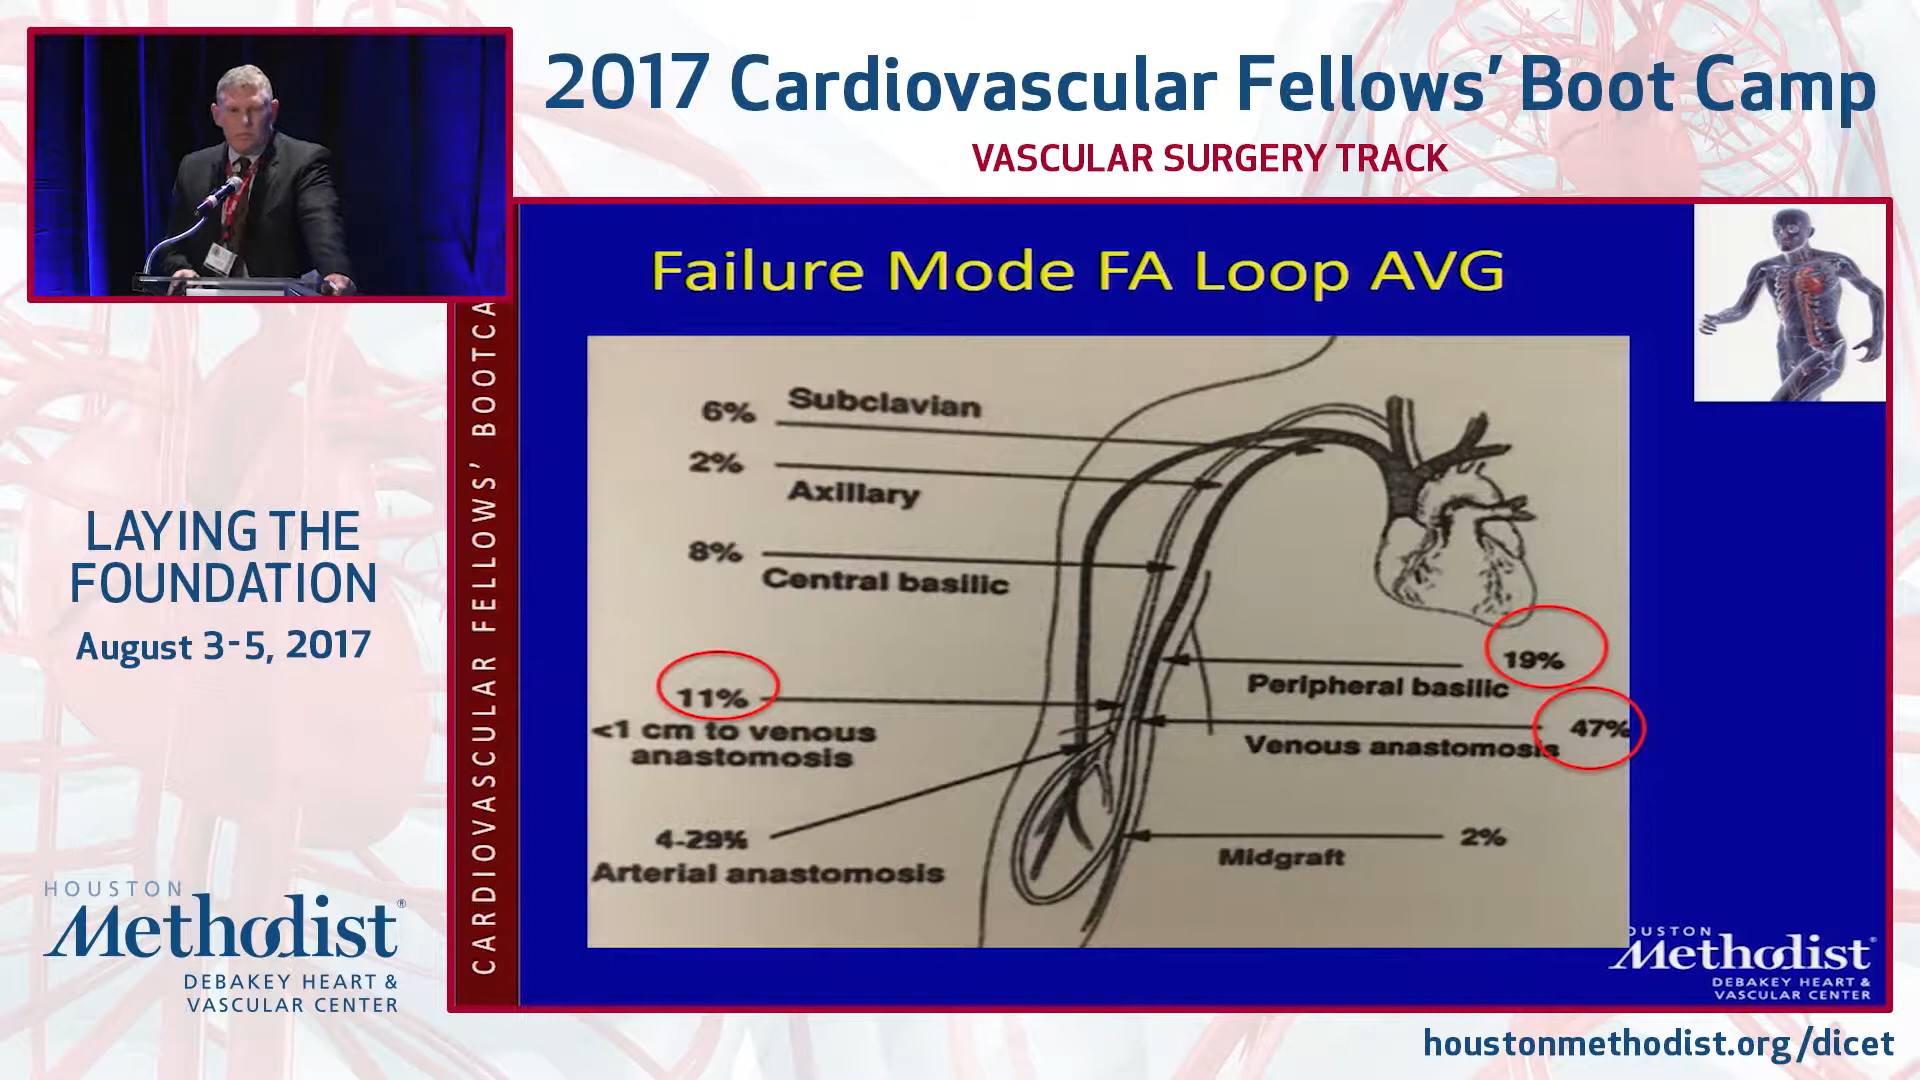 2017 Cardiovascular Fellows’ Boot Camp
VASCULAR SURGERY TRACK
LAYING THE
FOUNDATION
August 3-5, 2017
HOUSTON
Methodist®
DEBAKEY HEART &
VASCULAR CENTER
CARDIOVASCULAR FELLOWS’ BOOTCA
Failure Mode FA Loop AVG
6% Subclavian
2%
Axillary
8%
Central basilic
11%
<1 cm to venous
anastomosis
4-29%
Arterial anastomosis
19%
Peripheral basilic
47%
Venous anastomosis
2%
Midgraft
OUSTON
Methodist®
DEBAKEY HEART &
VASCULAR CENTER
houstonmethodist.org/dicet